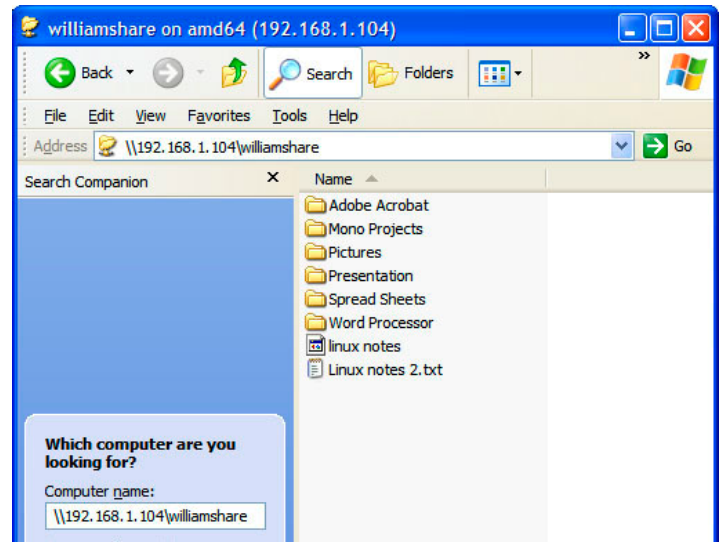 williamshare on amd64 (192.168.1.104)
Back Search Folders »
File Edit View Favorites Tools Help
Address \\192.168.1.104\williamshare Go
Search Companion × Name
Adobe Acrobat
Mono Projects
Pictures
Presentation
Spread Sheets
Word Processor
linux notes
Linux notes 2.txt
Which computer are you
looking for?
Computer name:
\\192.168.1.104\williamshare